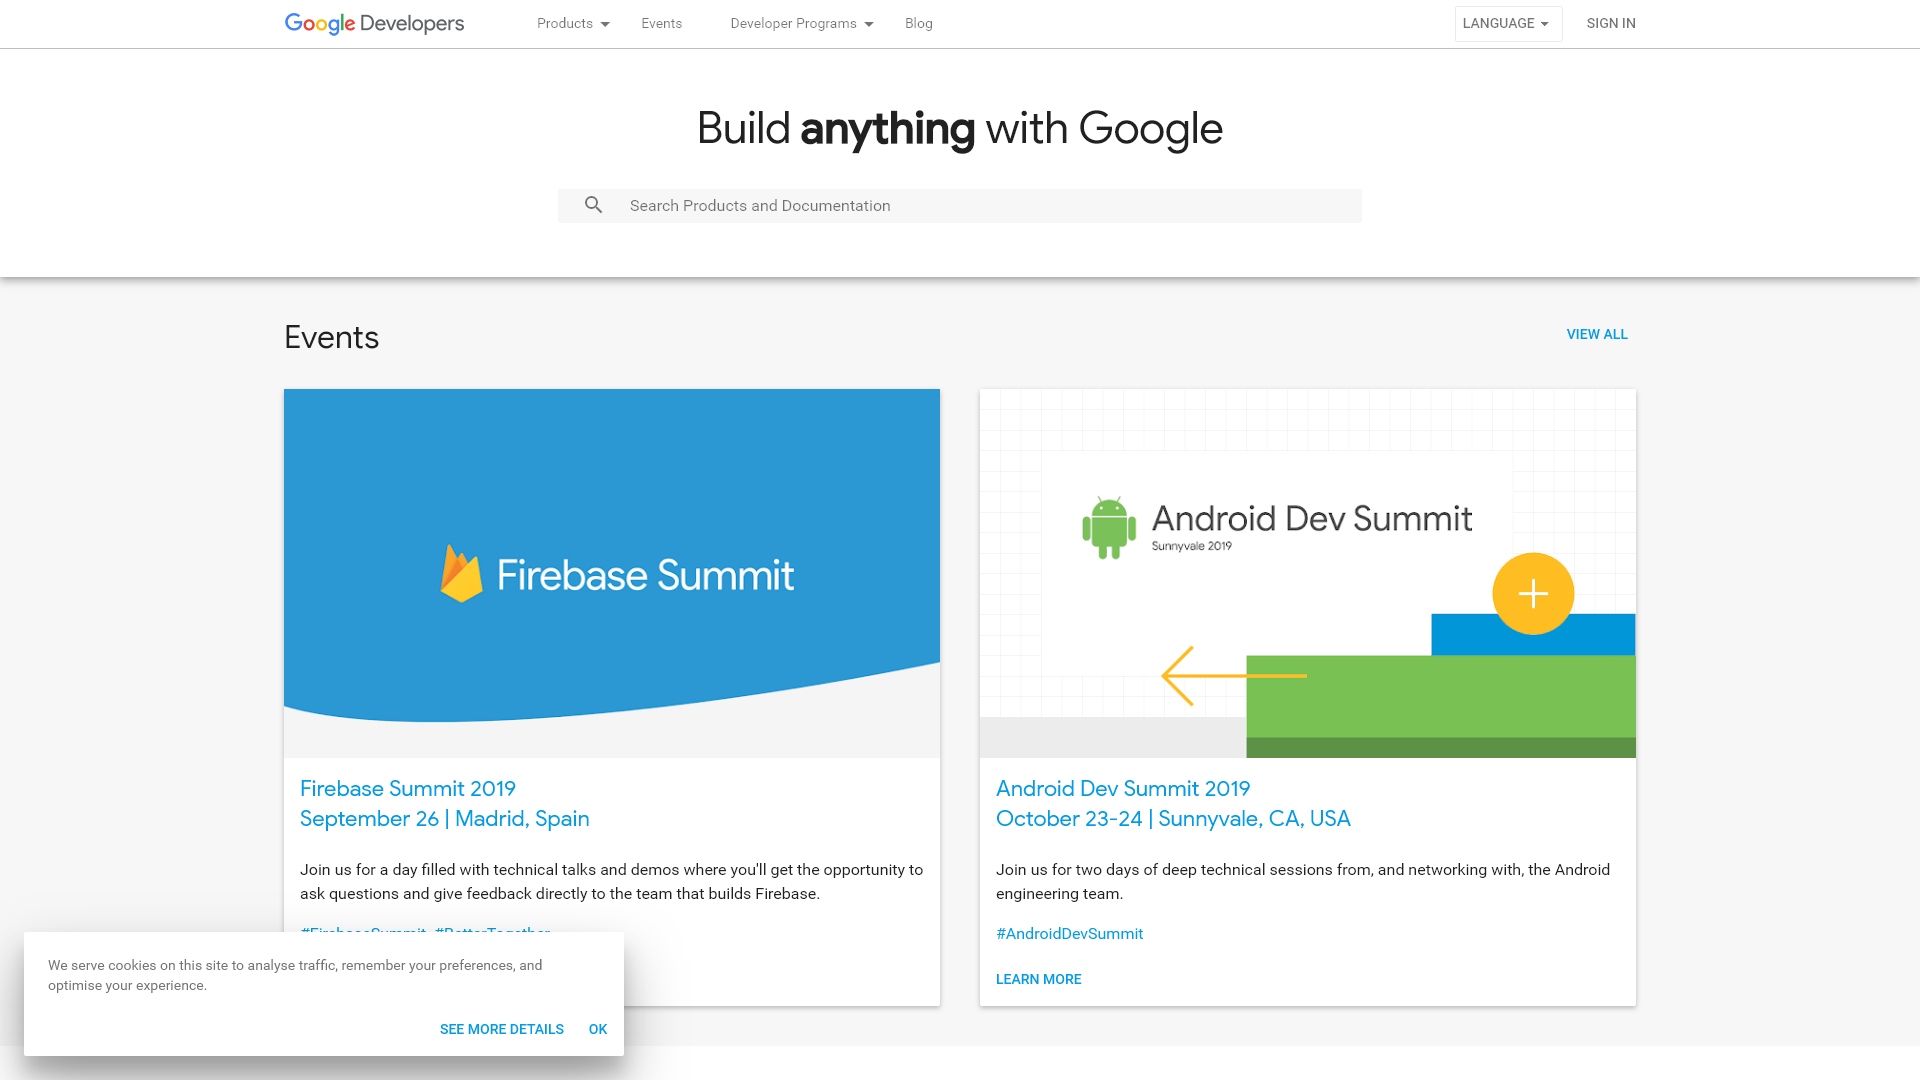 Google Developers
Products
Events
Developer Programs
Blog
LANGUAGE
SIGN IN
Build anything with Google
Search Products and Documentation
Events
VIEW ALL
Firebase Summit
Android Dev Summit
Sunnyvale 2019
Firebase Summit 2019
September 26 | Madrid, Spain
Join us for a day filled with technical talks and demos where you'll get the opportunity to
ask questions and give feedback directly to the team that builds Firebase.
#FirebaseSummit #BetterTogether
Android Dev Summit 2019
October 23-24 | Sunnyvale, CA, USA
Join us for two days of deep technical sessions from, and networking with, the Android
engineering team.
#AndroidDevSummit
LEARN MORE
We serve cookies on this site to analyse traffic, remember your preferences, and
optimise your experience.
SEE MORE DETAILS
OK